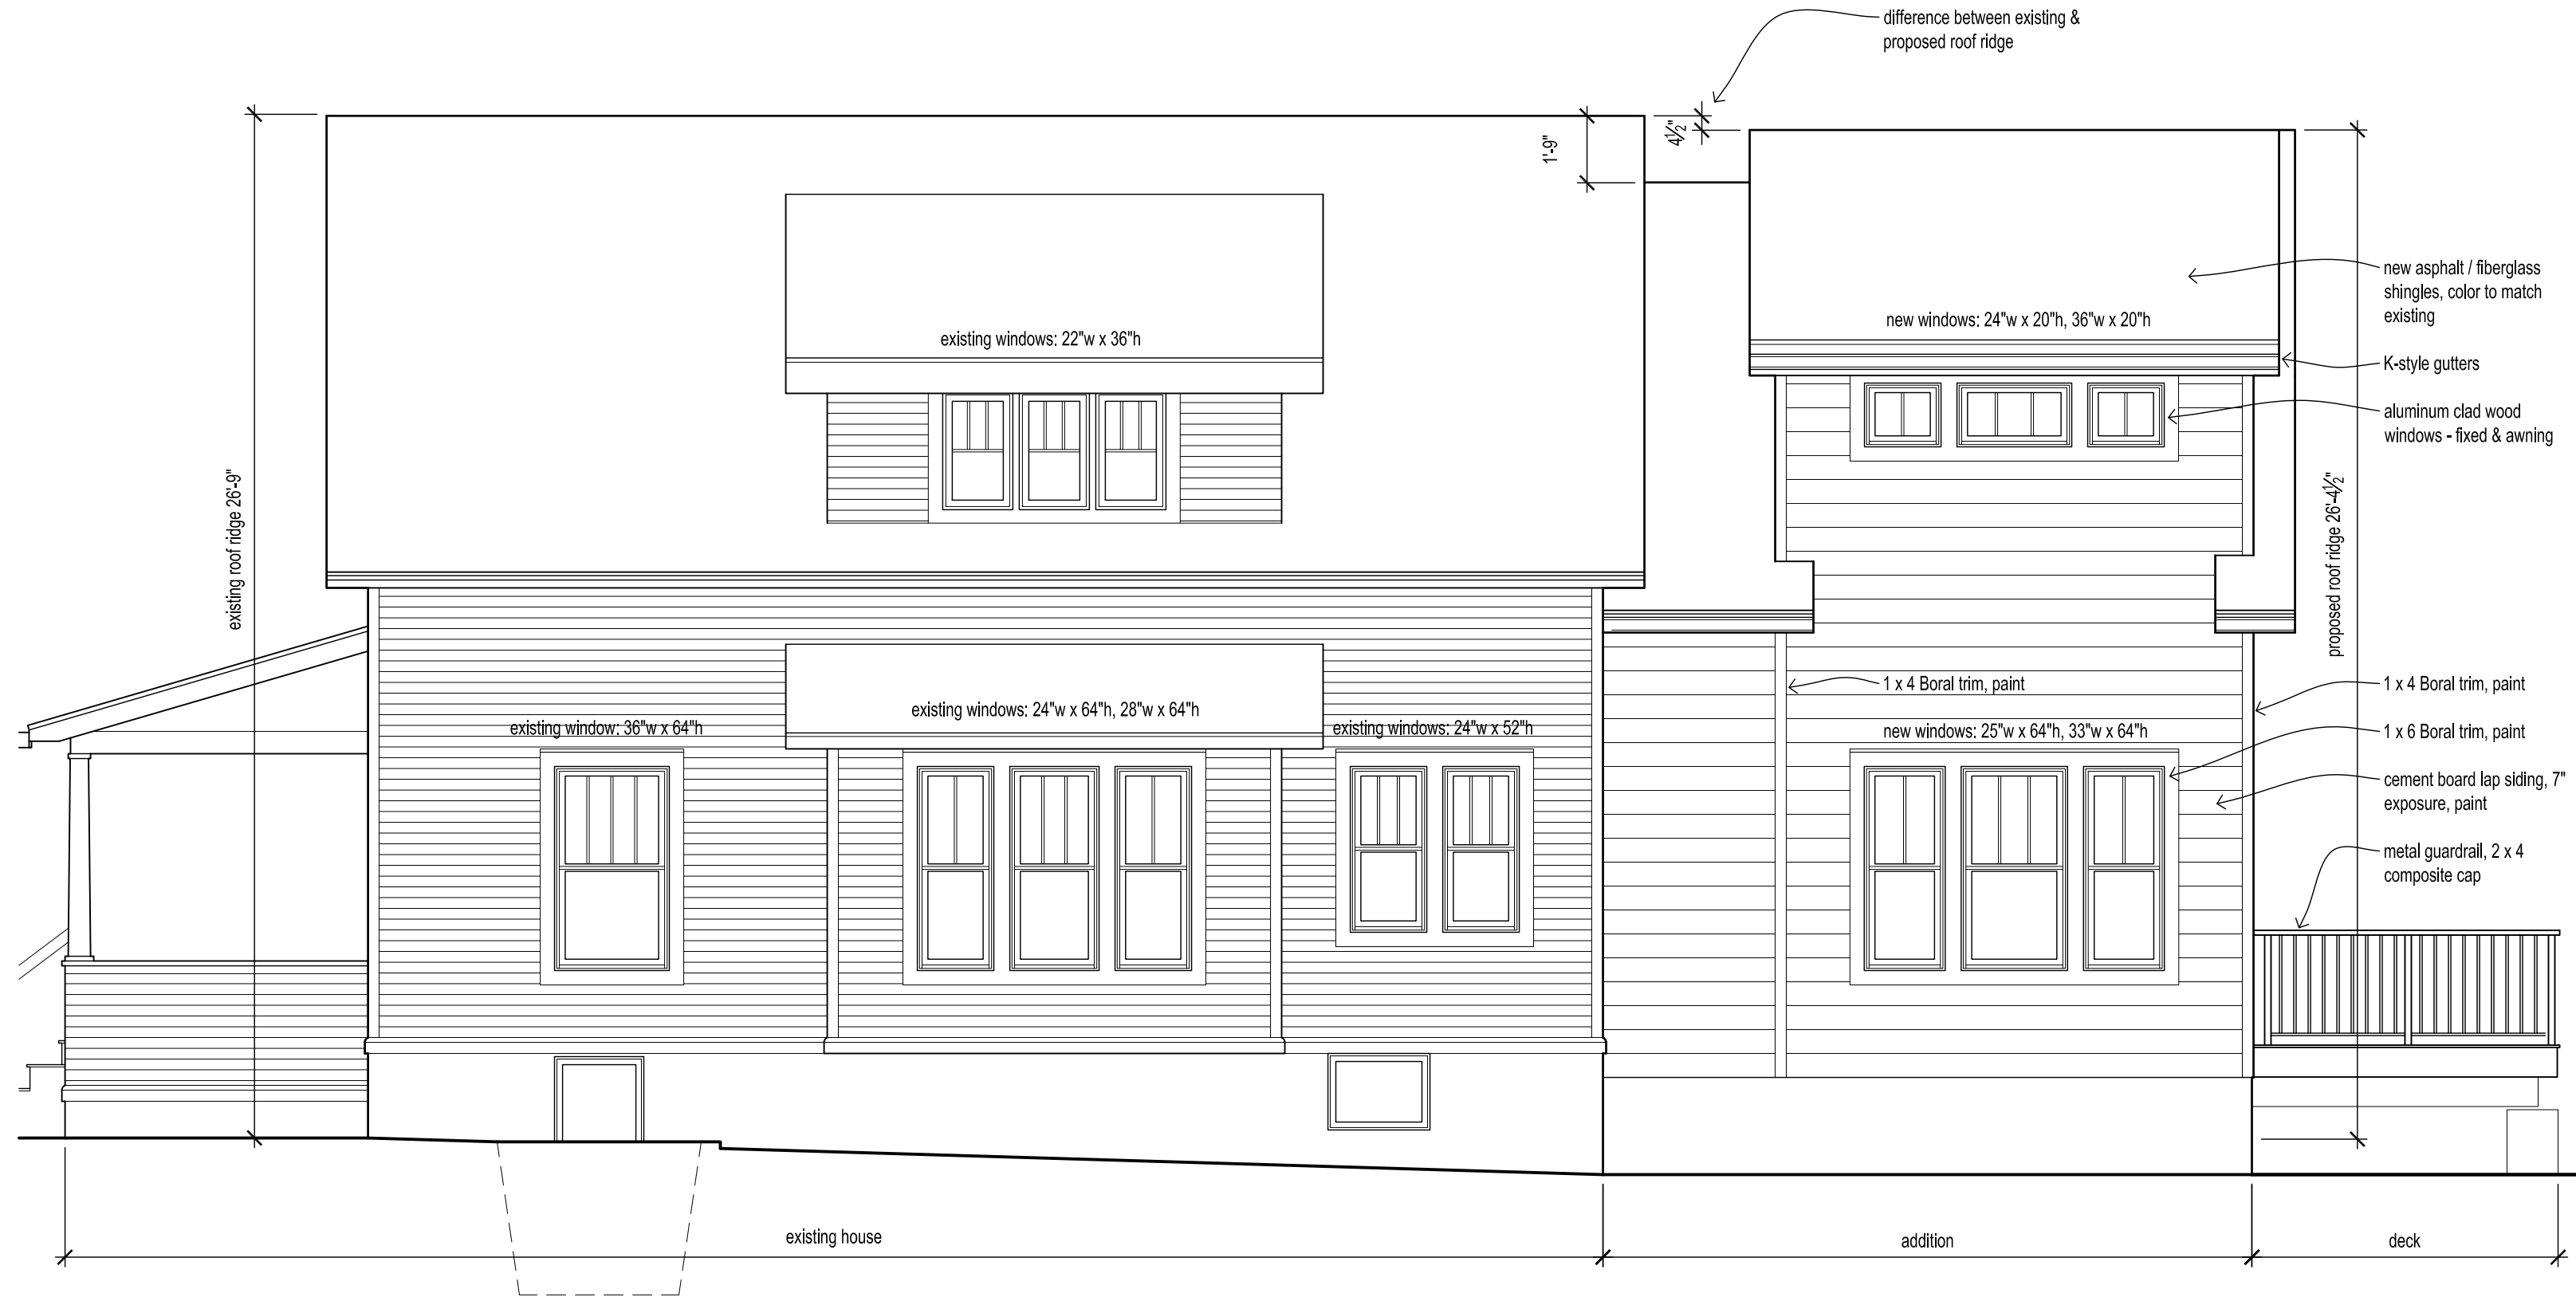 difference between existing &
proposed roof ridge
1'-9"
4½"
new asphalt / fiberglass
shingles, color to match
existing
new windows: 24"w x 20"h, 36"w x 20"h
existing windows: 22"w x 36"h
K-style gutters
aluminum clad wood
windows - fixed & awning
existing roof ridge 26'-9"
proposed roof ridge 26'-4½"
1 x 4 Boral trim, paint
1 x 4 Boral trim, paint
existing windows: 24"w x 64"h, 28"w x 64"h
existing window: 36"w x 64"h
existing windows: 24"w x 52"h
new windows: 25"w x 64"h, 33"w x 64"h
1 x 6 Boral trim, paint
cement board lap siding, 7"
exposure, paint
metal guardrail, 2 x 4
composite cap
existing house
addition
deck